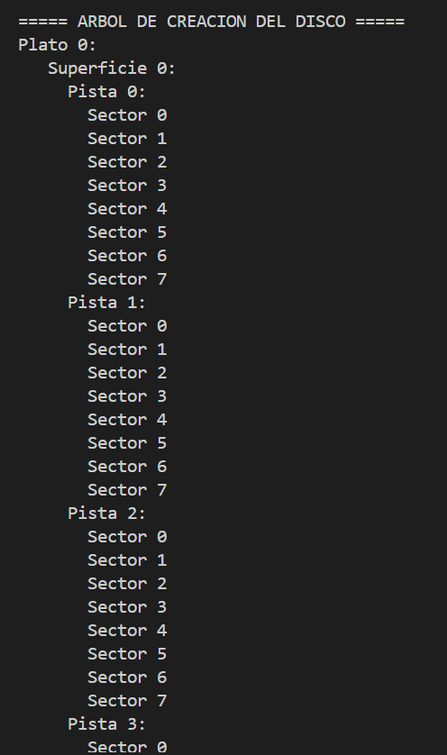 ===== ARBOL DE CREACION DEL DISCO =====
Plato 0:
Superficie 0:
Pista 0:
Sector 0
Sector 1
Sector 2
Sector 3
Sector 4
Sector 5
Sector 6
Sector 7
Pista 1:
Sector 0
Sector 1
Sector 2
Sector 3
Sector 4
Sector 5
Sector 6
Sector 7
Pista 2:
Sector 0
Sector 1
Sector 2
Sector 3
Sector 4
Sector 5
Sector 6
Sector 7
Pista 3:
Sector 0